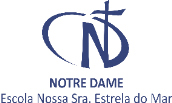 NOTRE DAME
Escola Nossa Sra. Estrela do Mar